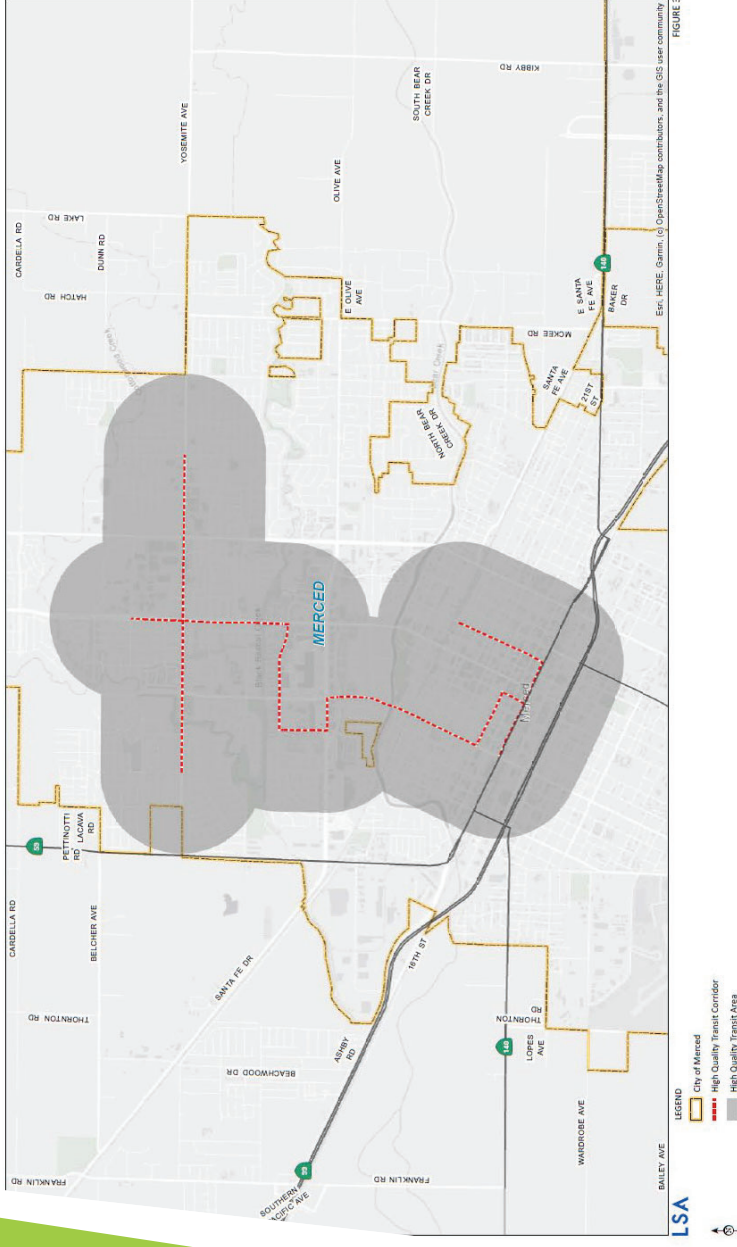 CARDELLA RD
CARDELLA RD
59
PETTINOTTI
RD
LACAVA
RD
BELCHER AVE
THORNTON RD
FRANKLIN RD
SANTA FE DR
BEACHWOOD DR
ASHBY
RD
SOUTHERN
PACIFIC AVE
FRANKLIN RD
16TH ST
THORNTON
RD
140
LOPES
AVE
WARDROBE AVE
BAILEY AVE
HATCH RD
DUNN RD
LAKE RD
YOSEMITE AVE
MERCED
OLIVE AVE
E OLIVE
AVE
SOUTH BEAR
CREEK DR
KIBBY RD
NORTH BEAR
CREEK DR
MCKEE RD
SANTA
FE AVE
21ST
ST
E SANTA
FE AVE
BAKER
DR
140
Merced
Esri, HERE, Garmin, (c) OpenStreetMap contributors, and the GIS user community
LSA
LEGEND
City of Merced
High Quality Transit Corridor
High Quality Transit Area
FIGURE 3